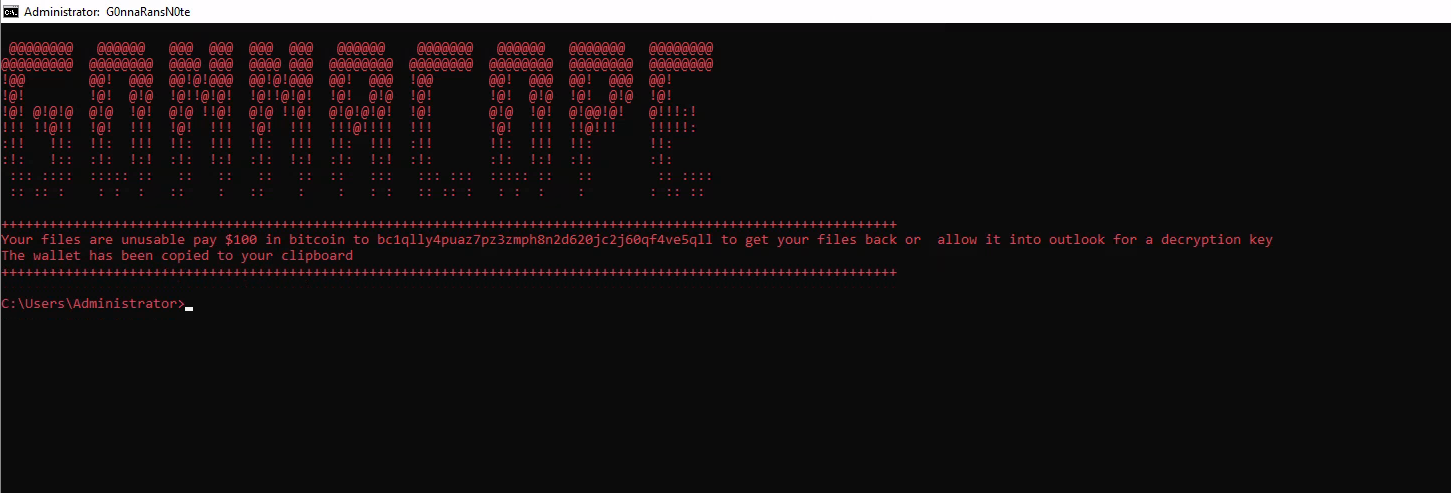 Administrator: G0nnaRansN0te
GONNACOPE
+++++++++++++++++++++++++++++++++++++++++++++++++++++++++++++++++++++++++++++++++++++++++++++++++++++++++++++++
Your files are unusable pay $100 in bitcoin to bc1qlly4puaz7pz3zmph8n2d620jc2j60qf4ve5qll to get your files back or  allow it into outlook for a decryption key
The wallet has been copied to your clipboard
+++++++++++++++++++++++++++++++++++++++++++++++++++++++++++++++++++++++++++++++++++++++++++++++++++++++++++++++
C:\Users\Administrator>